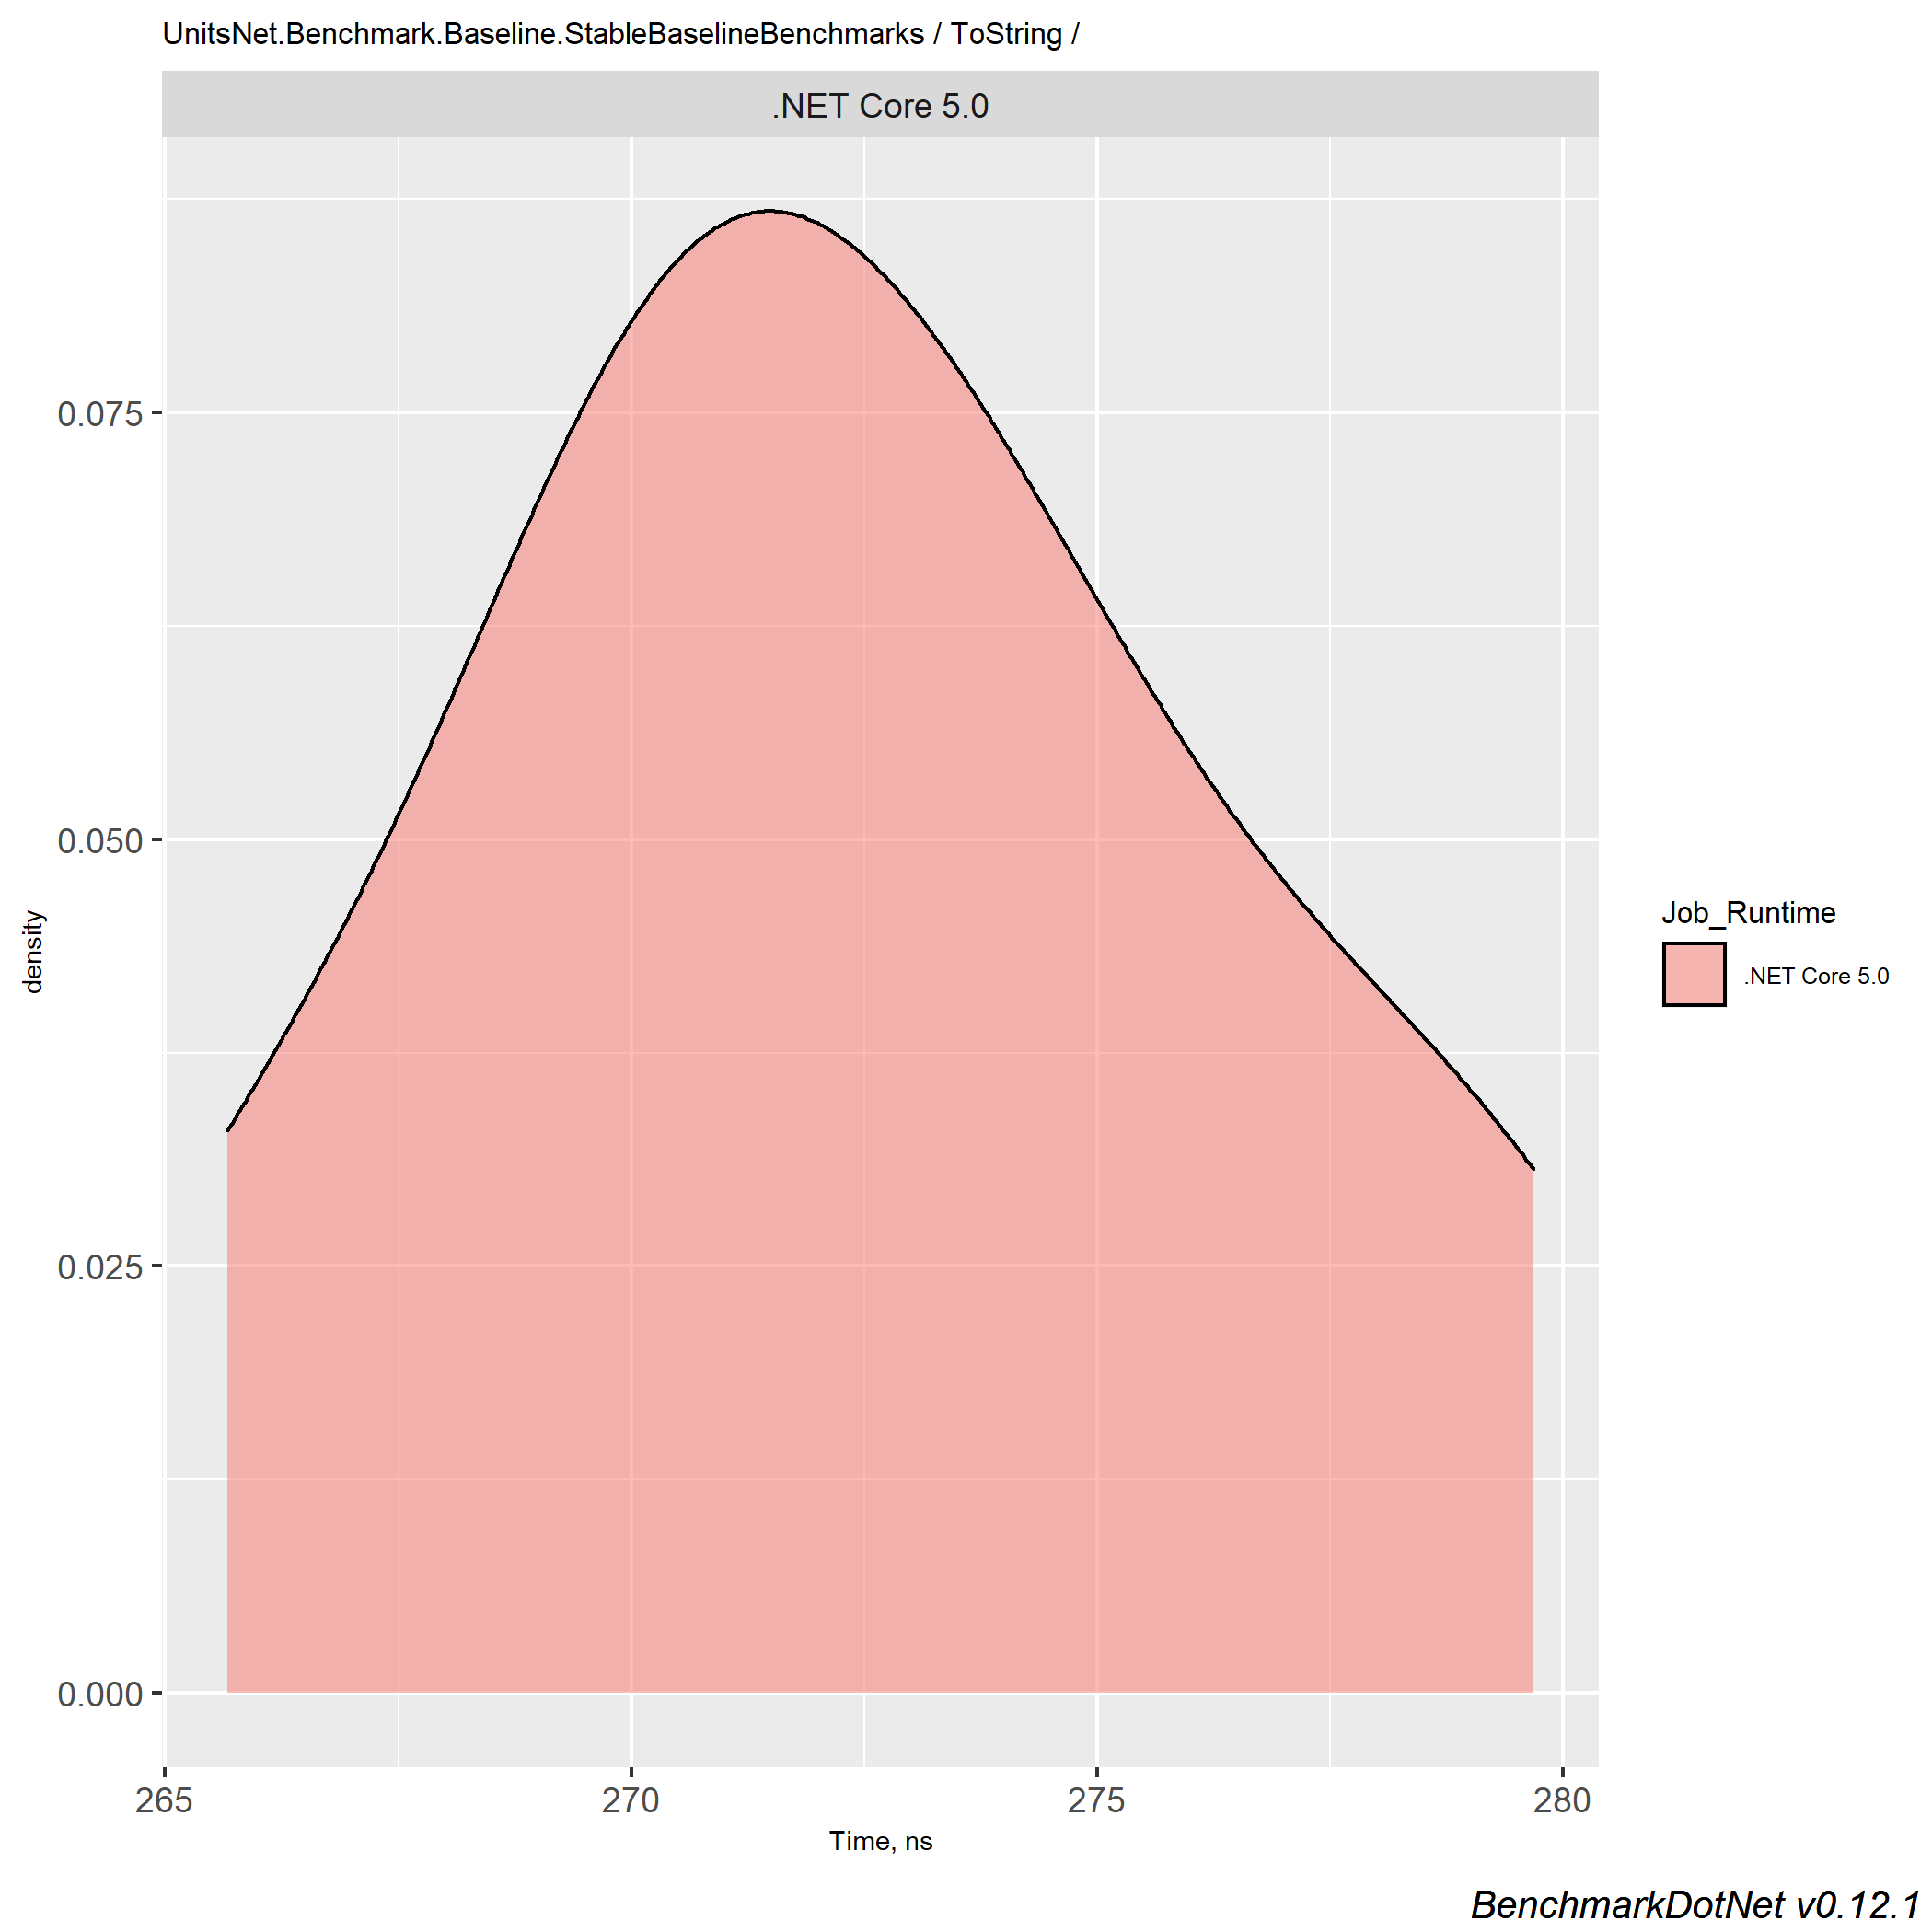 UnitsNet.Benchmark.Baseline.StableBaselineBenchmarks / ToString /
.NET Core 5.0
0.075
0.050
0.025
0.000
density
265 270 275 280
Time, ns
Job_Runtime
.NET Core 5.0
BenchmarkDotNet v0.12.1